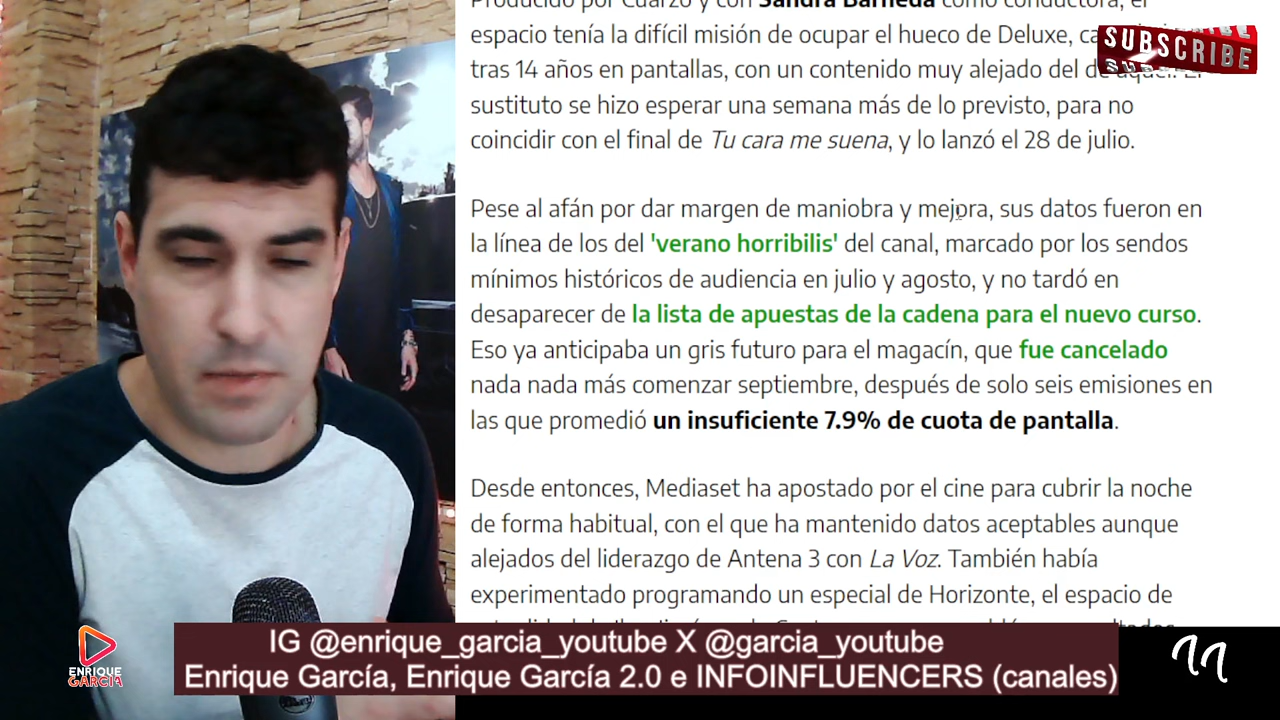 Producido por Cuarzo y con Sandra Barneda como conductora, el
espacio tenía la difícil misión de ocupar el hueco de Deluxe,
tras 14 años en pantallas, con un contenido muy alejado del de aquel. El
sustituto se hizo esperar una semana más de lo previsto, para no
coincidir con el final de Tu cara me suena, y lo lanzó el 28 de julio.
SUBSCRIBE
Pese al afán por dar margen de maniobra y mejora, sus datos fueron en
la línea de los del 'verano horribilis' del canal, marcado por los sendos
mínimos históricos de audiencia en julio y agosto, y no tardó en
desaparecer de la lista de apuestas de la cadena para el nuevo curso.
Eso ya anticipaba un gris futuro para el magacín, que fue cancelado
nada nada más comenzar septiembre, después de solo seis emisiones en
las que promedió un insuficiente 7.9% de cuota de pantalla.
Desde entonces, Mediaset ha apostado por el cine para cubrir la noche
de forma habitual, con el que ha mantenido datos aceptables aunque
alejados del liderazgo de Antena 3 con La Voz. También había
experimentado programando un especial de Horizonte, el espacio de
IG @enrique_garcia_youtube X @garcia_youtube
Enrique García, Enrique García 2.0 e INFOINFLUENCERS (canales)
ENRIQUE
GARCÍA